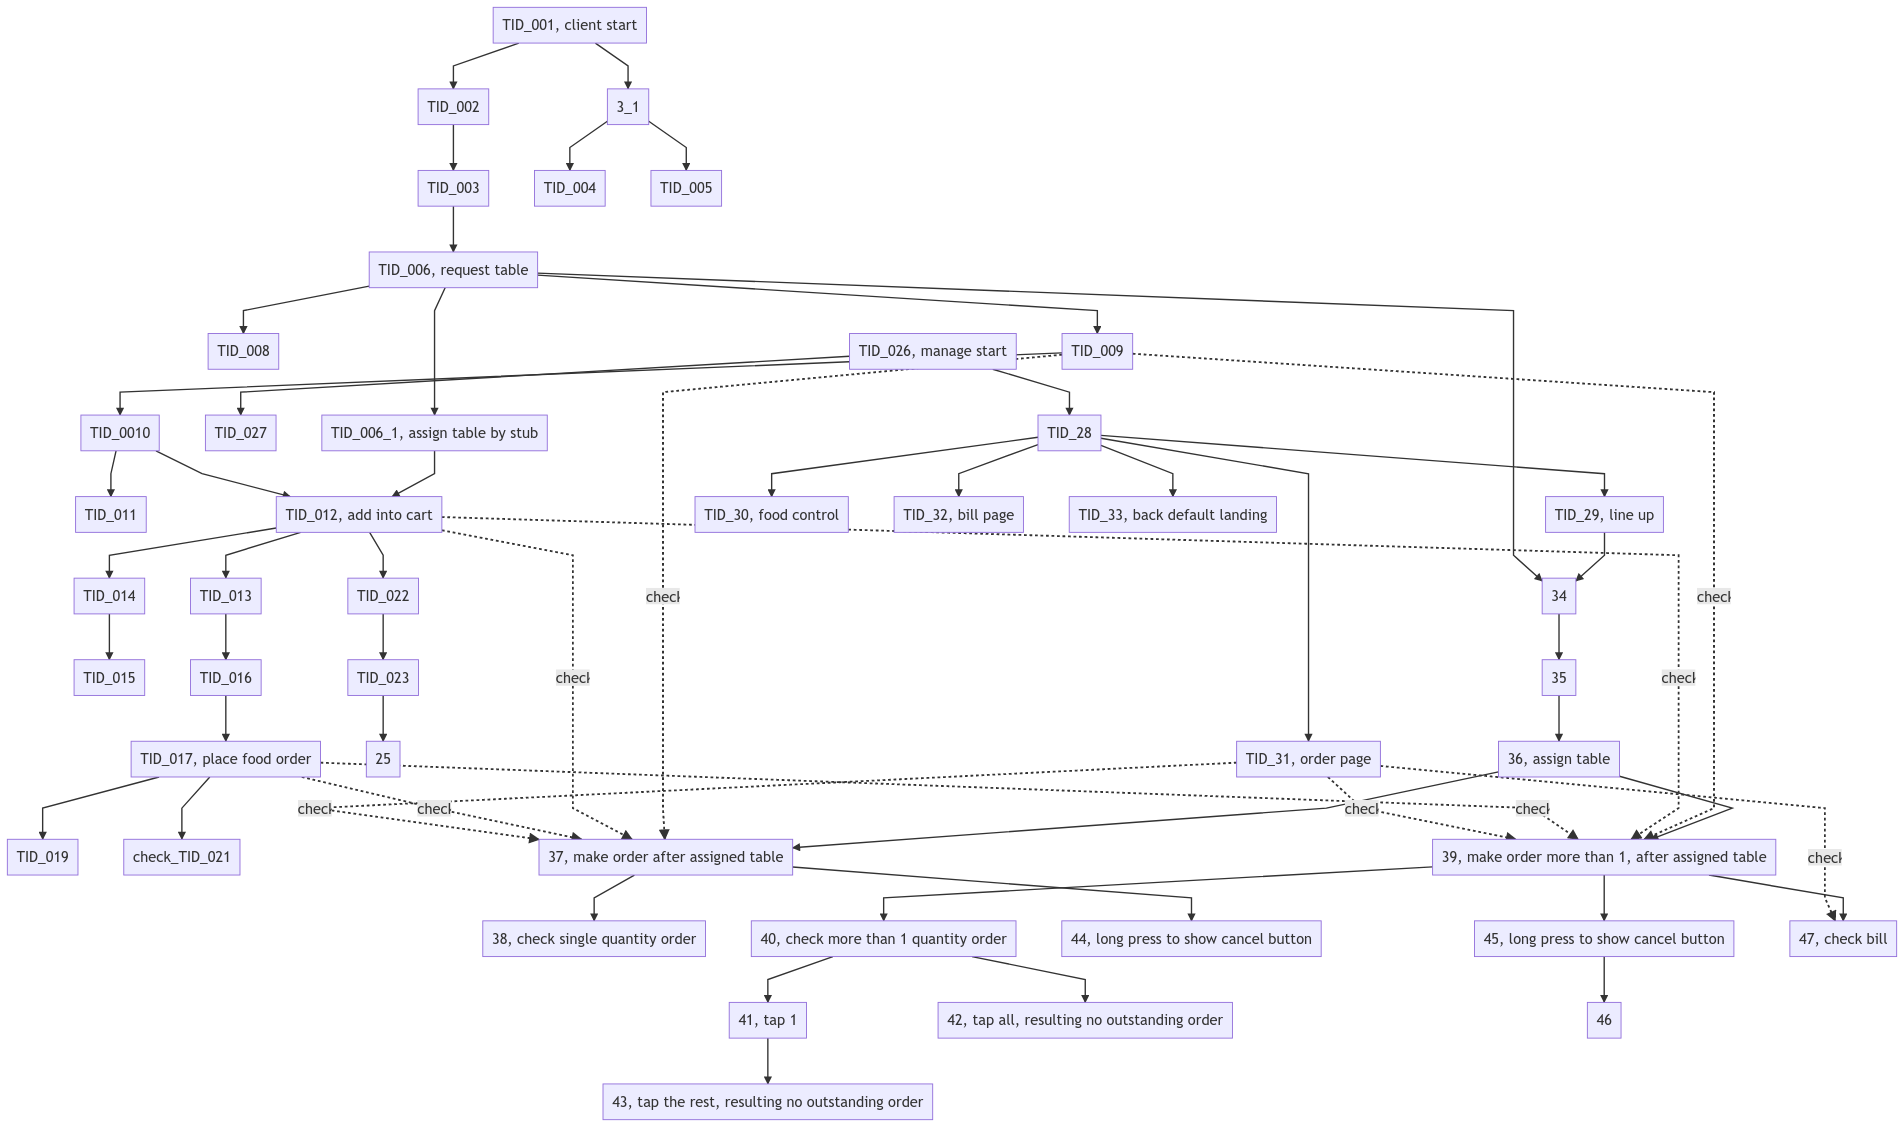 TID_001, client start
TID_002
3_1
TID_003
TID_004
TID_005
TID_006, request table
TID_008
TID_026, manage start
TID_009
TID_0010
TID_027
TID_006_1, assign table by stub
TID_28
TID_011
TID_012, add into cart
TID_30, food control
TID_32, bill page
TID_33, back default landing
TID_29, line up
TID_014
TID_013
TID_022
check
34
check
TID_015
TID_016
TID_023
check
35
check
TID_017, place food order
25
TID_31, order page
36, assign table
check
check
check
check
TID_019
check_TID_021
37, make order after assigned table
39, make order more than 1, after assigned table
check
38, check single quantity order
40, check more than 1 quantity order
44, long press to show cancel button
45, long press to show cancel button
47, check bill
41, tap 1
42, tap all, resulting no outstanding order
46
43, tap the rest, resulting no outstanding order